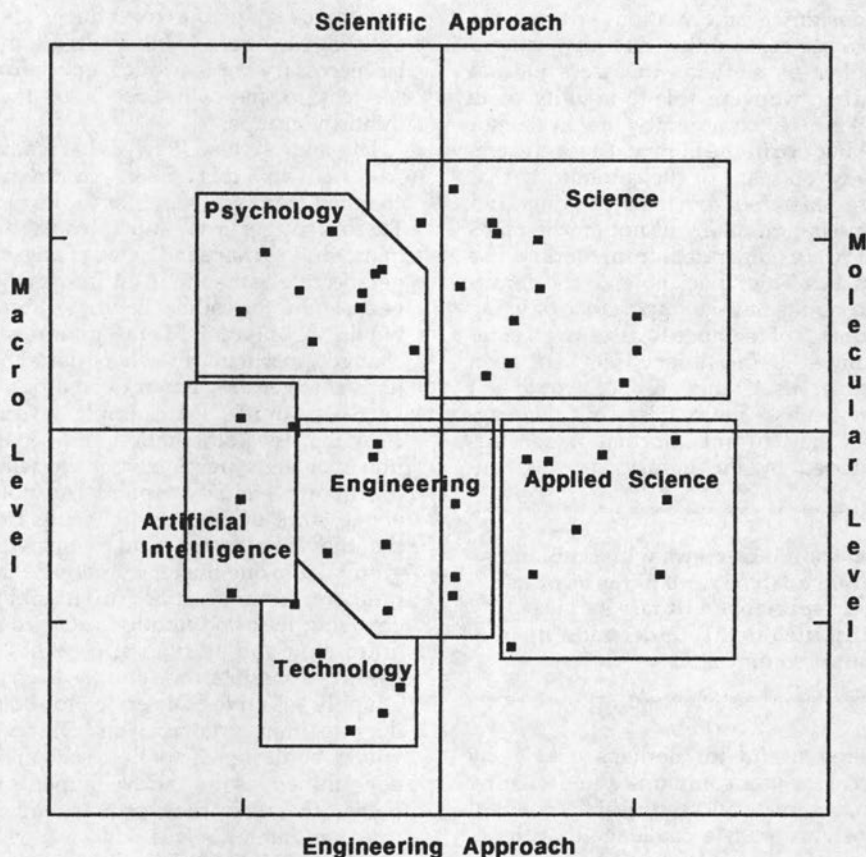 Scientific Approach
Psychology
Science
Macro Level
Molecular Level
Engineering
Applied Science
Artificial
Intelligence
Technology
Engineering Approach